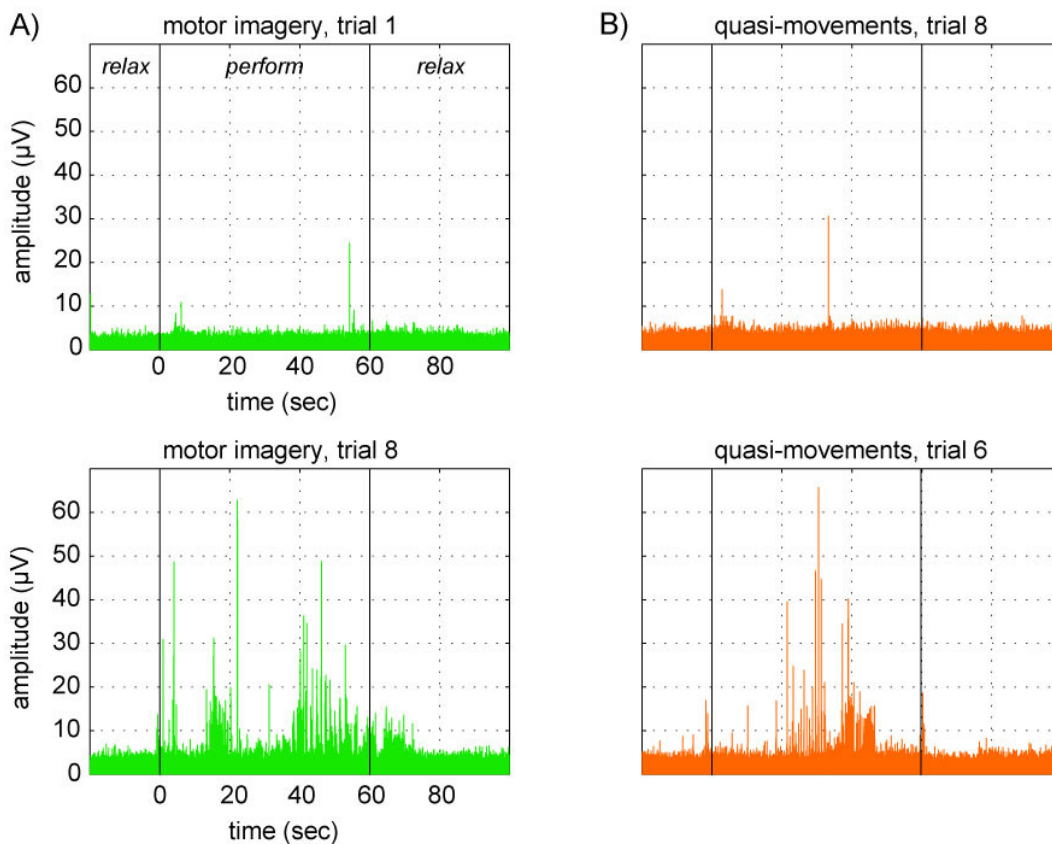 A)
motor imagery, trial 1
relax perform relax
60
50
40
30
20
10
0
amplitude (µV)
0 20 40 60 80
time (sec)
B)
quasi-movements, trial 8
motor imagery, trial 8
60
50
40
30
20
10
0
amplitude (µV)
0 20 40 60 80
time (sec)
quasi-movements, trial 6